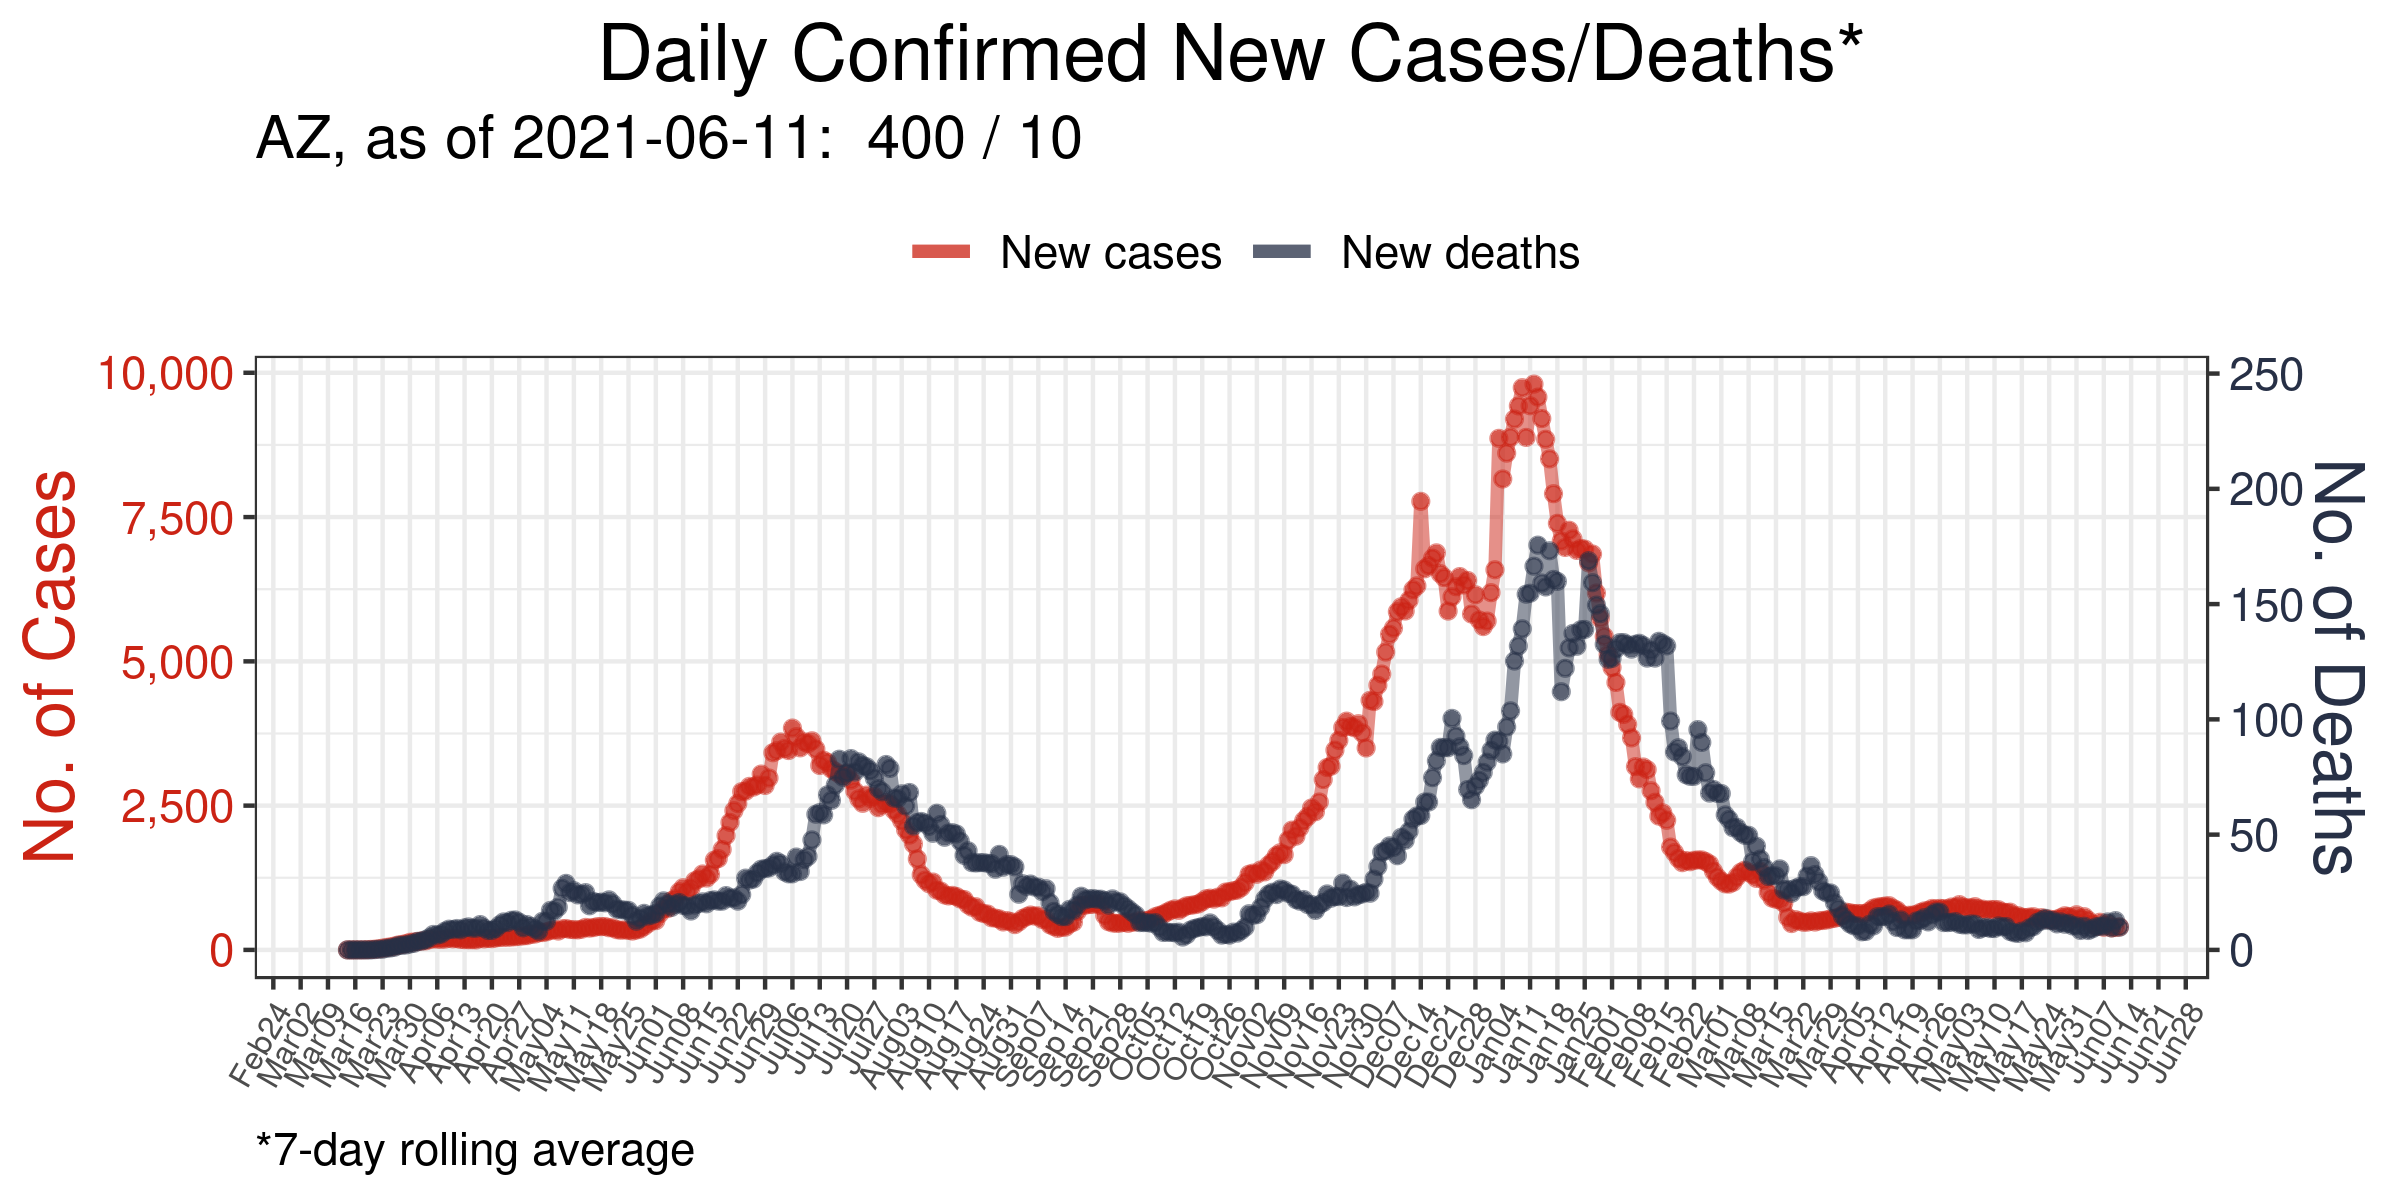 Daily Confirmed New Cases/Deaths*
AZ, as of 2021-06-11:  400 / 10
New cases
New deaths
No. of Cases
10,000
7,500
5,000
2,500
0
250
200
150
100
50
0
No. of Deaths
Feb24
Mar02
Mar09
Mar16
Mar23
Mar30
Apr06
Apr13
Apr20
Apr27
May04
May11
May18
May25
Jun01
Jun08
Jun15
Jun22
Jun29
Jul06
Jul13
Jul20
Jul27
Aug03
Aug10
Aug17
Aug24
Aug31
Sep07
Sep14
Sep21
Sep28
Oct05
Oct12
Oct19
Oct26
Nov02
Nov09
Nov16
Nov23
Nov30
Dec07
Dec14
Dec21
Dec28
Jan04
Jan11
Jan18
Jan25
Feb01
Feb08
Feb15
Feb22
Mar01
Mar08
Mar15
Mar22
Mar29
Apr05
Apr12
Apr19
Apr26
May03
May10
May17
May24
May31
Jun07
Jun14
Jun21
Jun28
*7-day rolling average